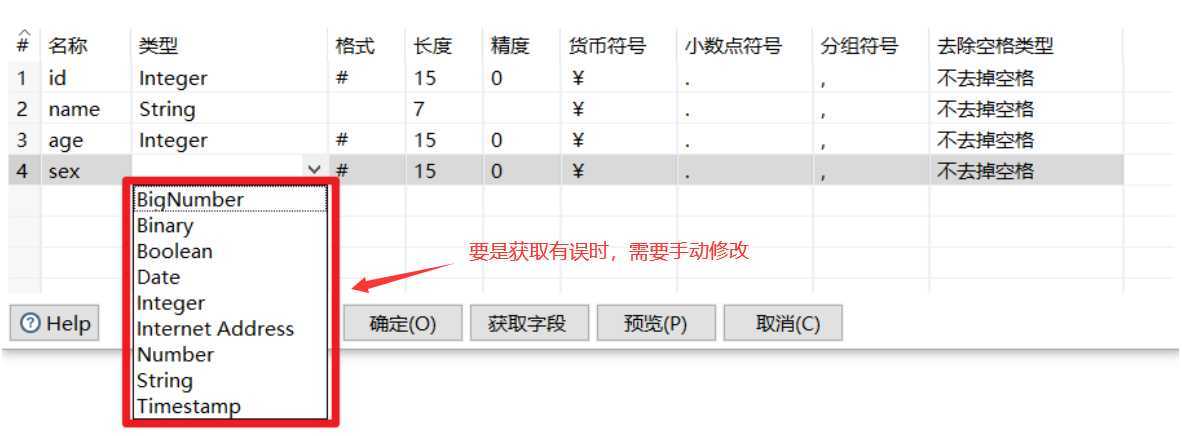 # 名称 类型 格式 长度 精度 货币符号 小数点符号 分组符号 去除空格类型
1 id Integer # 15 0 ¥ . , 不去掉空格
2 name String 7 ¥ . , 不去掉空格
3 age Integer # 15 0 ¥ . , 不去掉空格
4 sex # 15 0 ¥ . , 不去掉空格
BigNumber
Binary
Boolean
Date
Integer
Internet Address
Number
String
Timestamp
要是获取有误时，需要手动修改
Help 确定(O) 获取字段 预览(P) 取消(C)